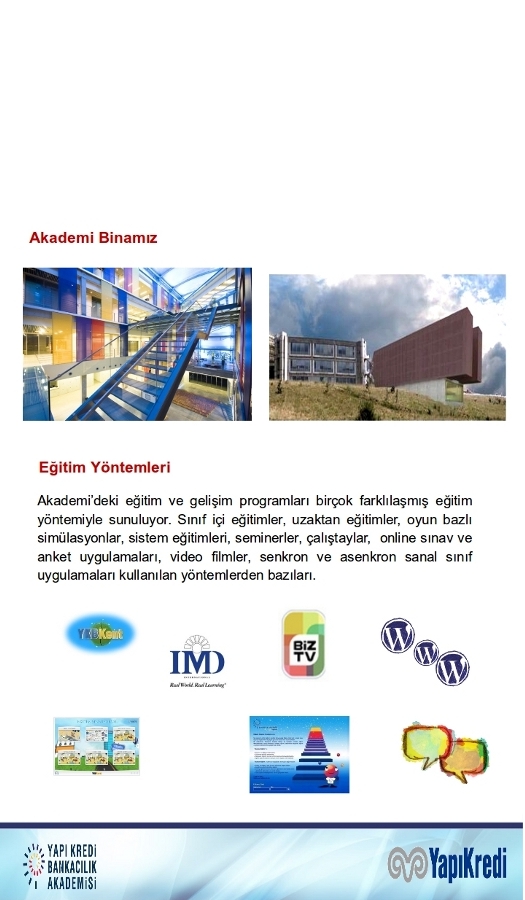 Akademi Binamız
Eğitim Yöntemleri
Akademi'deki eğitim ve gelişim programları birçok farklılaşmış eğitim
yöntemiyle sunuluyor. Sınıf içi eğitimler, uzaktan eğitimler, oyun bazlı
simülasyonlar, sistem eğitimleri, seminerler, çalıştaylar, online sınav ve
anket uygulamaları, video filmler, senkron ve asenkron sanal sınıf
uygulamaları kullanılan yöntemlerden bazıları.
YKBKent
IMD
Real World. Real Learning®
BiZ
TV
YAPI KREDİ
BANKACILIK
AKADEMİSİ
YapıKredi